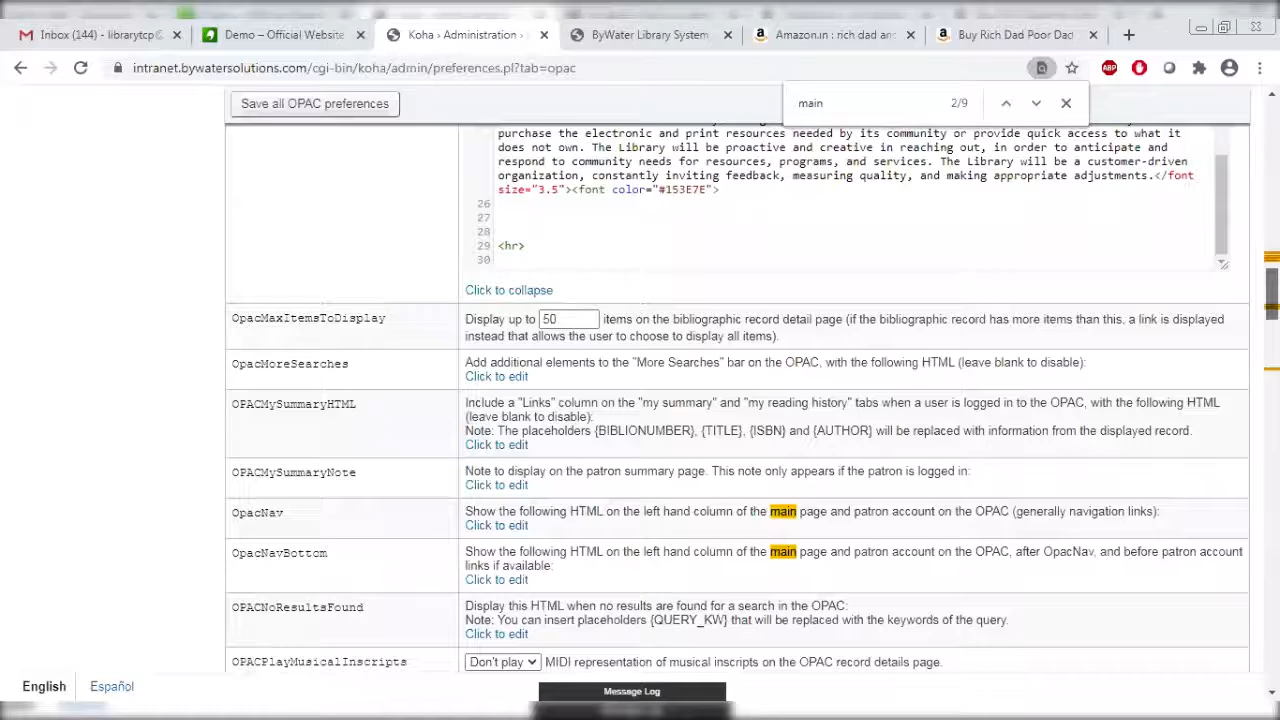 Inbox (144) - librarytcp@
Demo – Official Website
Koha › Administration ›
ByWater Library System
Amazon.in : rich dad an
Buy Rich Dad Poor Dad
intranet.bywatersolutions.com/cgi-bin/koha/admin/preferences.pl?tab=opac
ABP
main 2/9
Save all OPAC preferences
purchase the electronic and print resources needed by its community or provide quick access to what it
does not own. The Library will be proactive and creative in reaching out, in order to anticipate and
respond to community needs for resources, programs, and services. The Library will be a customer-driven
organization, constantly inviting feedback, measuring quality, and making appropriate adjustments.</font
size="3.5"><font color="#153E7E">
26
27
28
29 <hr>
30
Click to collapse
OpacMaxItemsToDisplay
Display up to 50 items on the bibliographic record detail page (if the bibliographic record has more items than this, a link is displayed
instead that allows the user to choose to display all items).
OpacMoreSearches
Add additional elements to the "More Searches" bar on the OPAC, with the following HTML (leave blank to disable):
Click to edit
OPACMySummaryHTML
Include a "Links" column on the "my summary" and "my reading history" tabs when a user is logged in to the OPAC, with the following HTML
(leave blank to disable):
Note: The placeholders {BIBLIONUMBER}, {TITLE}, {ISBN} and {AUTHOR} will be replaced with information from the displayed record.
Click to edit
OPACMySummaryNote
Note to display on the patron summary page. This note only appears if the patron is logged in:
Click to edit
OpacNav
Show the following HTML on the left hand column of the main page and patron account on the OPAC (generally navigation links):
Click to edit
OpacNavBottom
Show the following HTML on the left hand column of the main page and patron account on the OPAC, after OpacNav, and before patron account
links if available:
Click to edit
OPACNoResultsFound
Display this HTML when no results are found for a search in the OPAC:
Note: You can insert placeholders {QUERY_KW} that will be replaced with the keywords of the query.
Click to edit
OPACPlayMusicalInscripts
Don't play MIDI representation of musical inscripts on the OPAC record details page.
English Español
Message Log